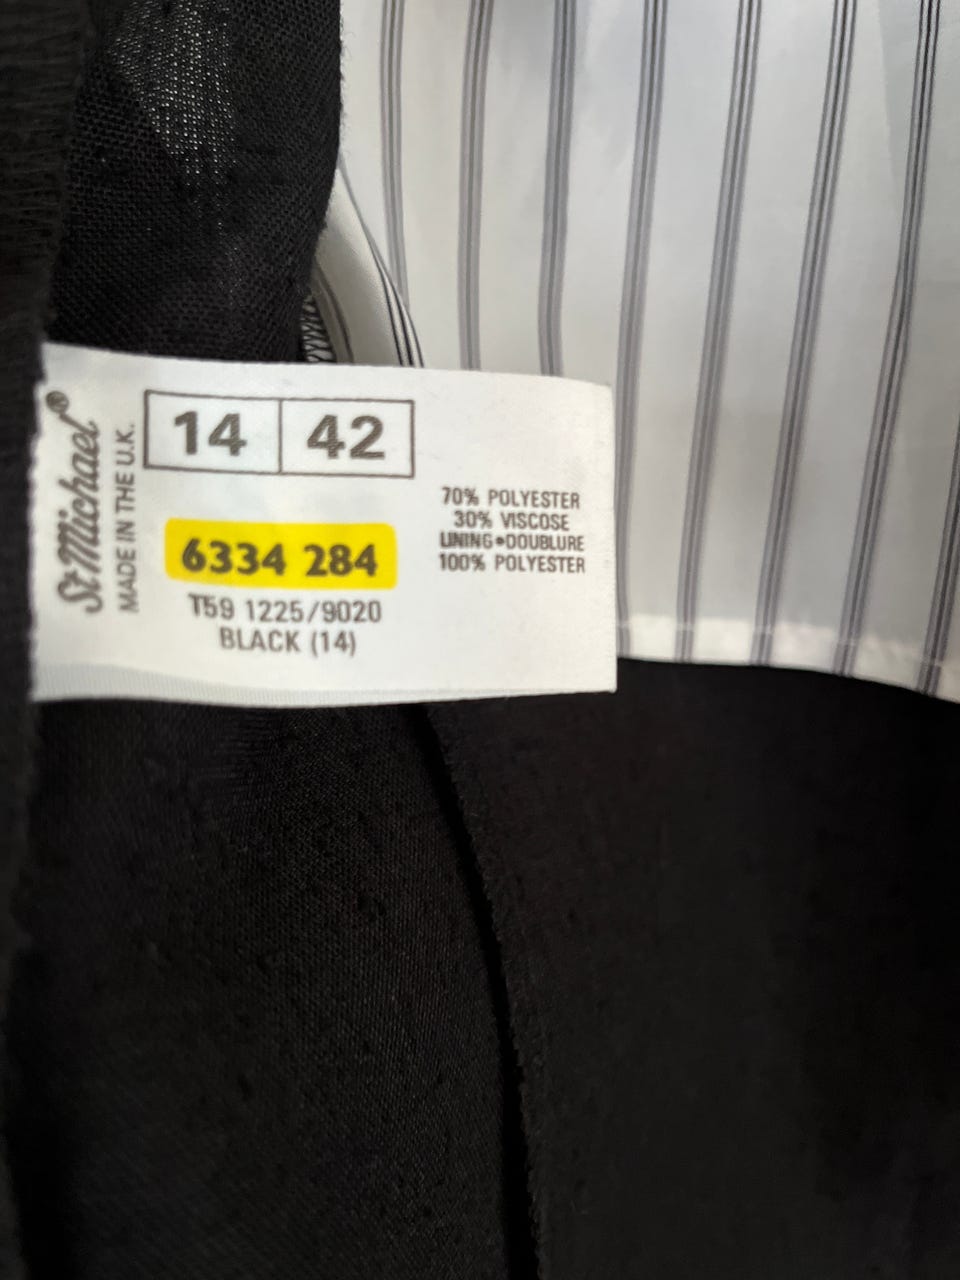 St Michael®
MADE IN THE U.K.
14 42
6334 284
T59 1225/9020
BLACK (14)
70% POLYESTER
30% VISCOSE
LINING•DOUBLURE
100% POLYESTER